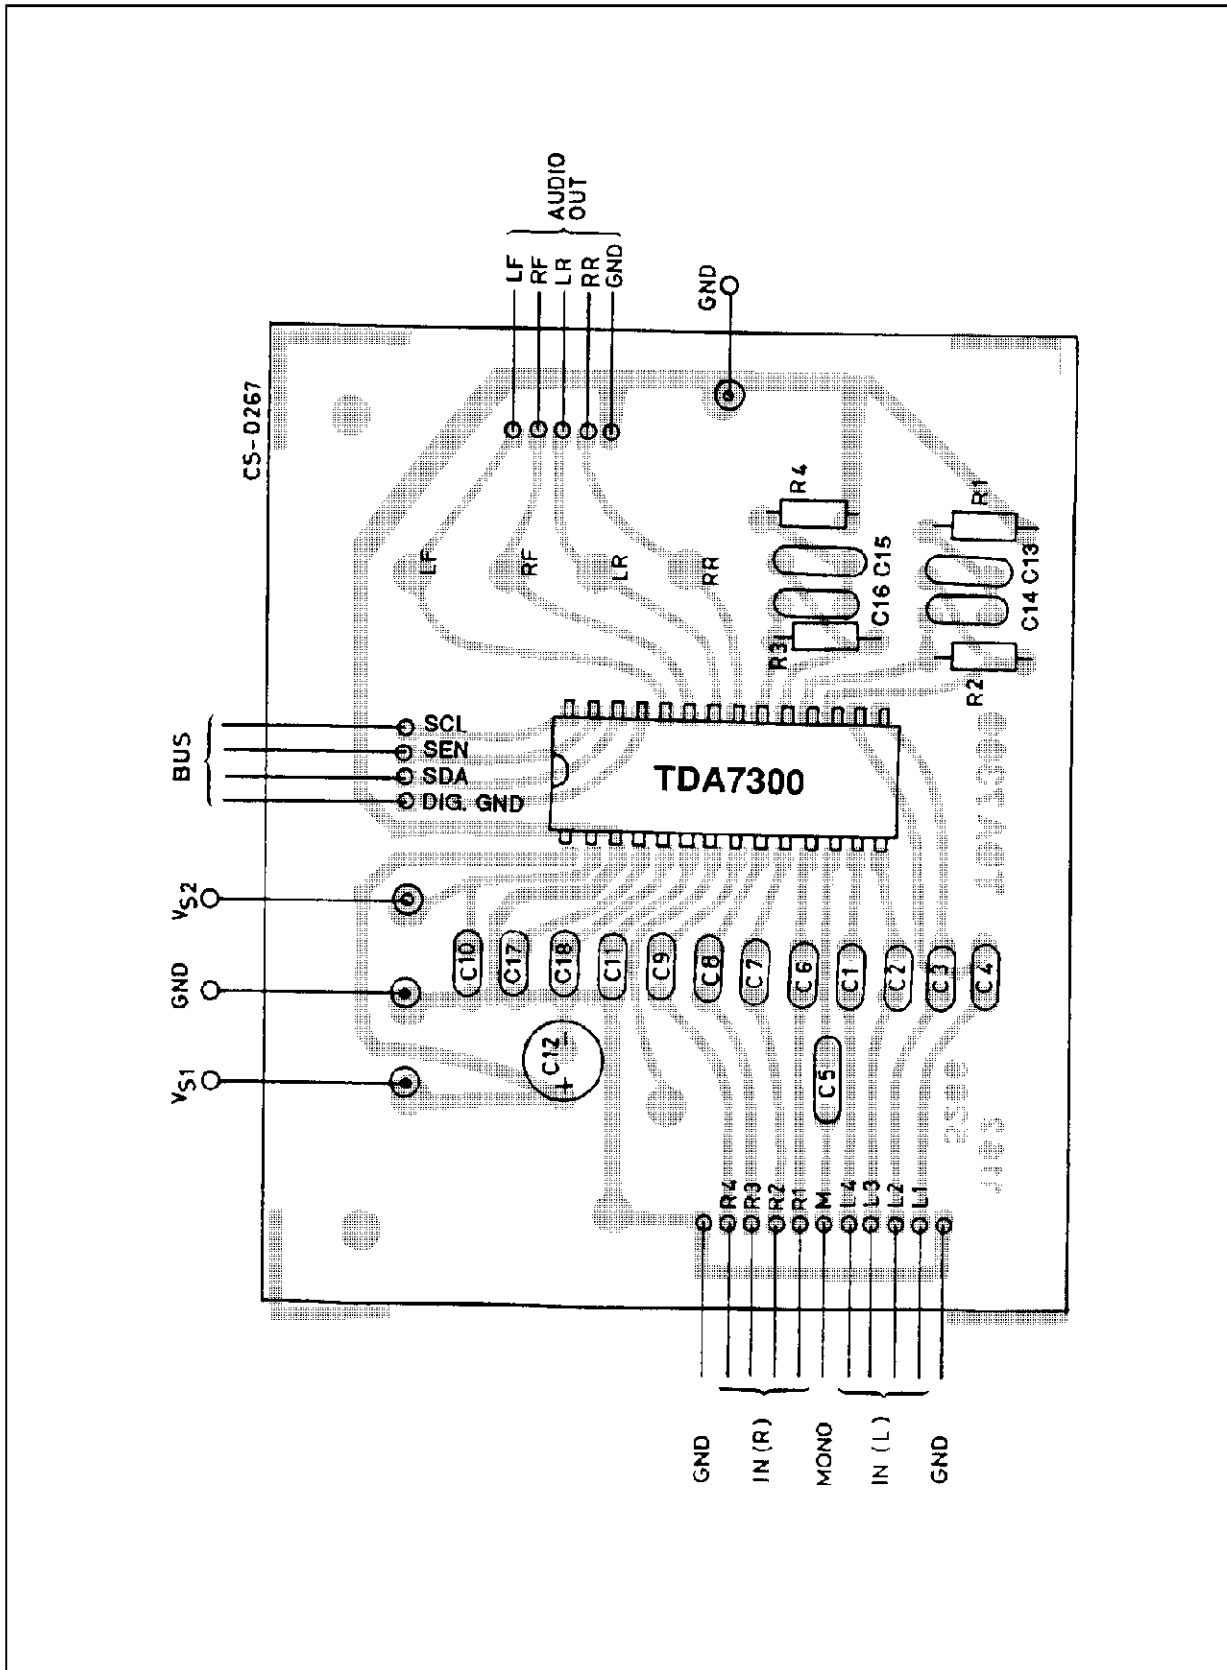 CS-0267
AUDIO
OUT
LF
RF
LR
RR
GND
GND
LF
RF
LR
RR
R4
C15
C16
R3
R1
C13
C14
R2
BUS
SCL
SEN
SDA
DIG. GND
TDA7300
VS2
GND
VS1
C10
C17
C18
C11
C9
C8
C7
C6
C1
C2
C3
C4
C12
+
-
C5
R4
R3
R2
R1
M
L4
L3
L2
L1
GND
IN (R)
MONO
IN (L)
GND